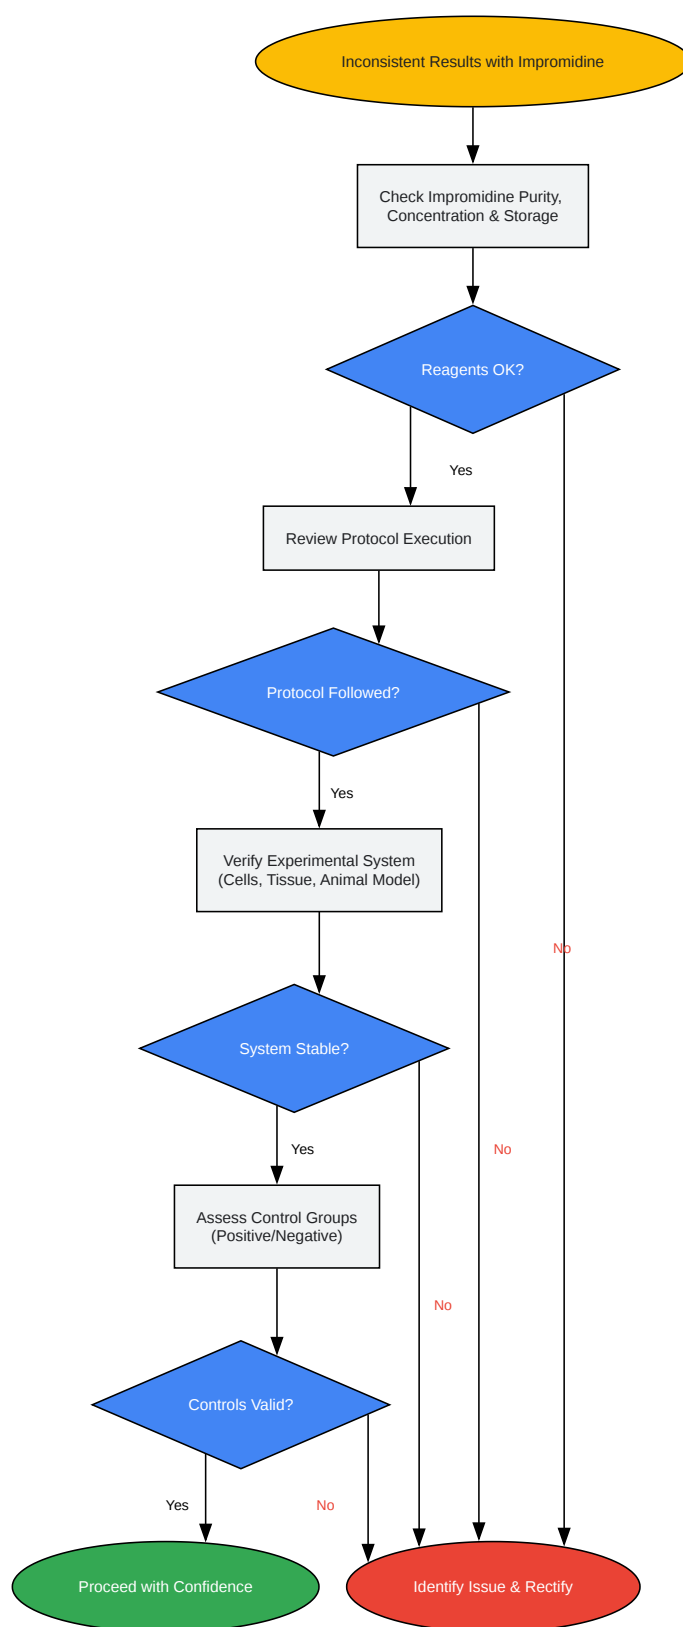 Inconsistent Results with Impromidine
Check Impromidine Purity,
Concentration & Storage
Reagents OK?
Yes
Review Protocol Execution
Protocol Followed?
Yes
Verify Experimental System
(Cells, Tissue, Animal Model)
No
System Stable?
Yes
No
Assess Control Groups
(Positive/Negative)
No
Controls Valid?
Yes
No
Proceed with Confidence
Identify Issue & Rectify